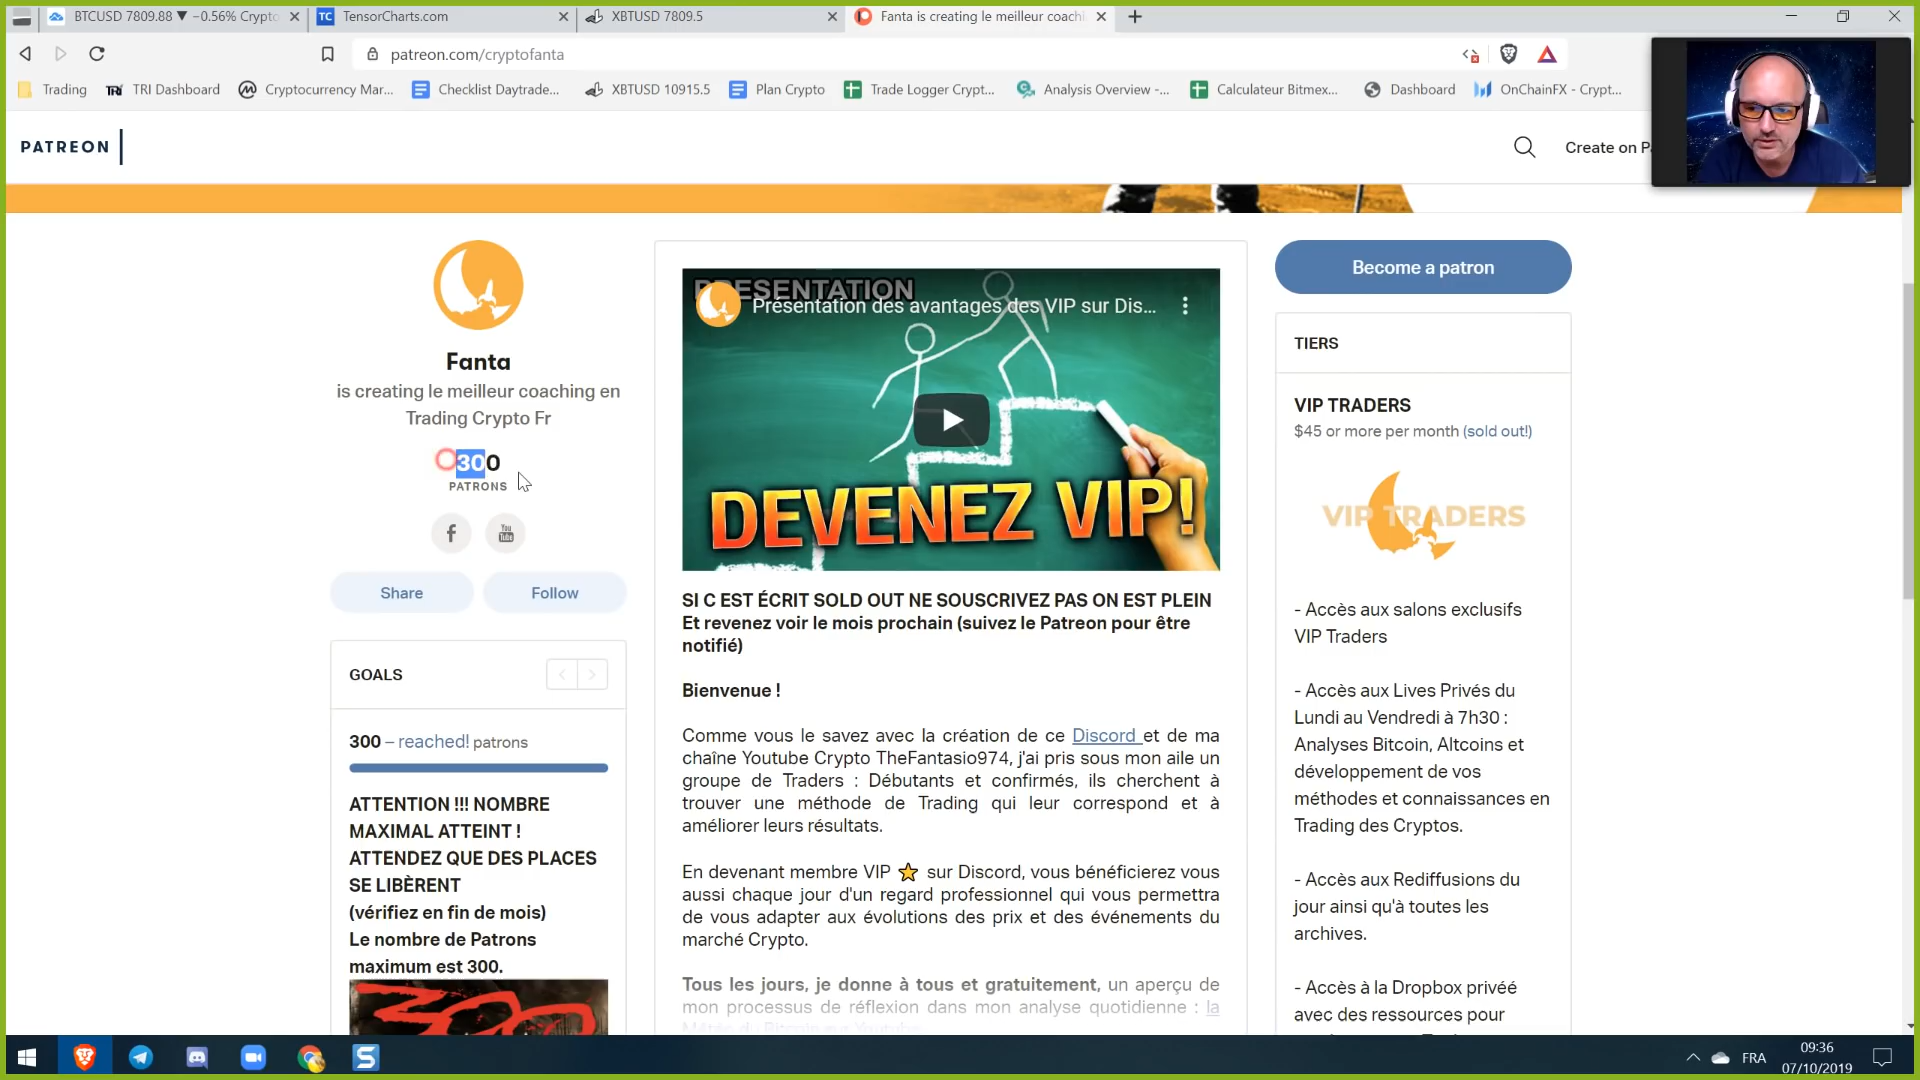 BTCUSD 7809.88 ▼ −0.56% Crypto
TensorCharts.com
XBTUSD 7809.5
Fanta is creating le meilleur coachi
patreon.com/cryptofanta
Trading
TRI Dashboard
Cryptocurrency Mar...
Checklist Daytrade...
XBTUSD 10915.5
Plan Crypto
Trade Logger Crypt...
Analysis Overview -...
Calculateur Bitmex...
Dashboard
OnChainFX - Crypt...
PATREON
Create on P
Fanta
is creating le meilleur coaching en
Trading Crypto Fr
300
PATRONS
You
Tube
Share
Follow
GOALS
300 – reached! patrons
ATTENTION !!! NOMBRE
MAXIMAL ATTEINT !
ATTENDEZ QUE DES PLACES
SE LIBÈRENT
(vérifiez en fin de mois)
Le nombre de Patrons
maximum est 300.
300
PRESENTATION
Présentation des avantages des VIP sur Dis...
DEVENEZ VIP!
SI C EST ÉCRIT SOLD OUT NE SOUSCRIVEZ PAS ON EST PLEIN
Et revenez voir le mois prochain (suivez le Patreon pour être
notifié)
Bienvenue !
Comme vous le savez avec la création de ce Discord et de ma
chaîne Youtube Crypto TheFantasio974, j'ai pris sous mon aile un
groupe de Traders : Débutants et confirmés, ils cherchent à
trouver une méthode de Trading qui leur correspond et à
améliorer leurs résultats.
En devenant membre VIP ⭐ sur Discord, vous bénéficierez vous
aussi chaque jour d'un regard professionnel qui vous permettra
de vous adapter aux évolutions des prix et des événements du
marché Crypto.
Tous les jours, je donne à tous et gratuitement, un aperçu de
mon processus de réflexion dans mon analyse quotidienne : la
Become a patron
TIERS
VIP TRADERS
$45 or more per month (sold out!)
VIP TRADERS
- Accès aux salons exclusifs
VIP Traders
- Accès aux Lives Privés du
Lundi au Vendredi à 7h30 :
Analyses Bitcoin, Altcoins et
développement de vos
méthodes et connaissances en
Trading des Cryptos.
- Accès aux Rediffusions du
jour ainsi qu'à toutes les
archives.
- Accès à la Dropbox privéé
avec des ressources pour
FRA
09:36
07/10/2019